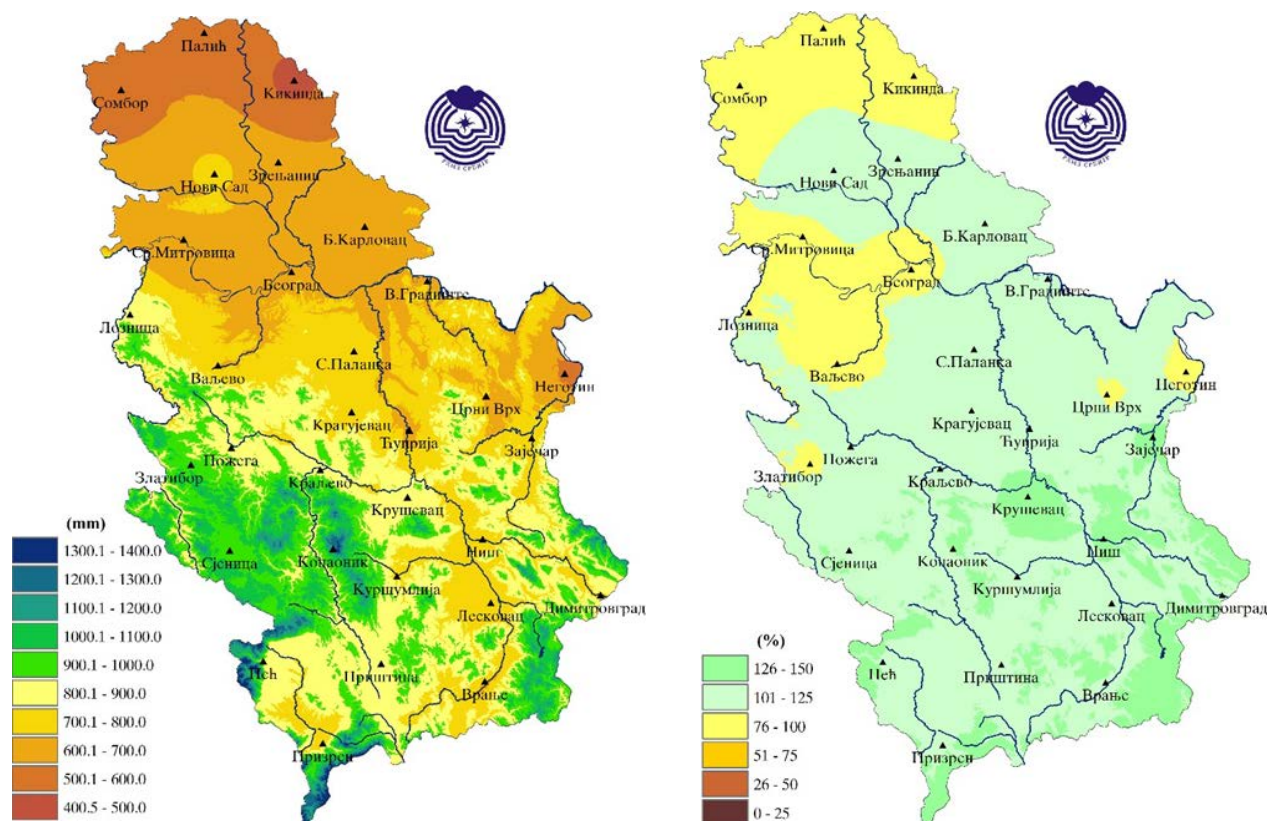 Палић
Кикинда
Сомбор
Зрењанин
Нови Сад
Б.Карловац
Ср.Митровица
Београд
В.Градиште
Лозница
С.Паланка
Ваљево
Неготин
Црни Врх
Крагујевац
Ћуприја
Зајечар
Пожега
Златибор
Краљево
Крушевац
Ниш
Сјеница
Копаоник
Куршумлија
Димитровград
Лесковац
Пећ
Приштина
Врање
Призрен
(mm)
1300.1 - 1400.0
1200.1 - 1300.0
1100.1 - 1200.0
1000.1 - 1100.0
900.1 - 1000.0
800.1 - 900.0
700.1 - 800.0
600.1 - 700.0
500.1 - 600.0
400.5 - 500.0
Палић
Кикинда
Сомбор
Зрењанин
Нови Сад
Б.Карловац
Ср.Митровица
Београд
В.Градиште
Лозница
С.Паланка
Ваљево
Неготин
Црни Врх
Крагујевац
Ћуприја
Зајечар
Пожега
Златибор
Краљево
Крушевац
Ниш
Сјеница
Копаоник
Куршумлија
Димитровград
Лесковац
Пећ
Приштина
Врање
Призрен
(%)
126 - 150
101 - 125
76 - 100
51 - 75
26 - 50
0 - 25